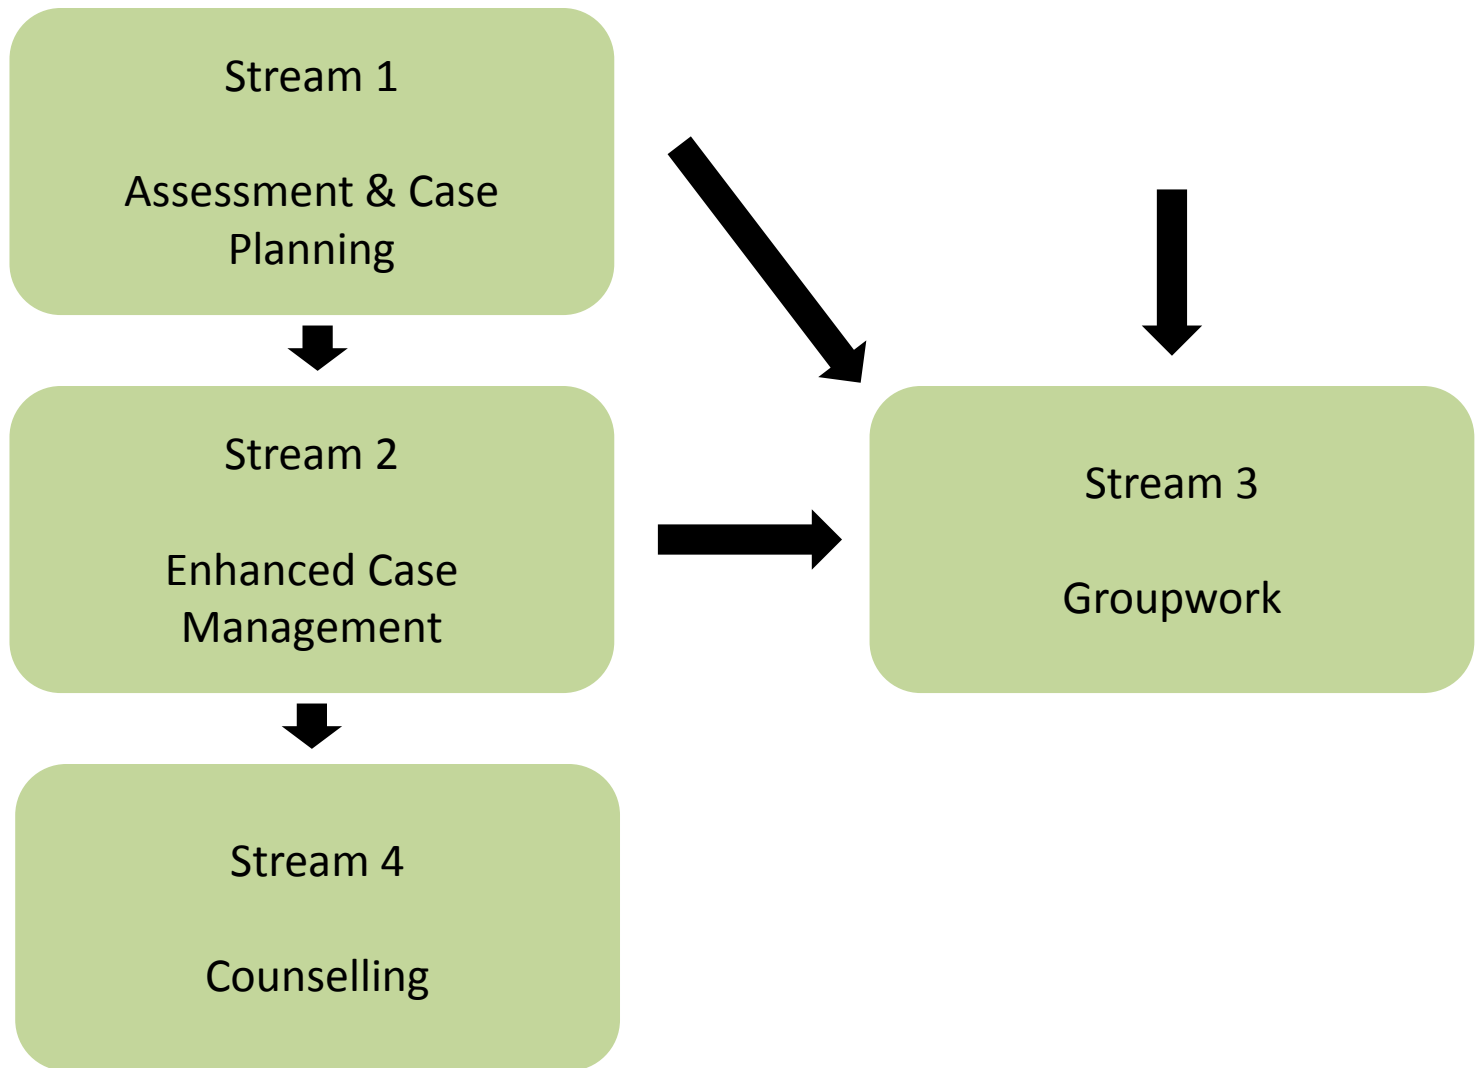 Stream 1
Assessment & Case
Planning
Stream 2
Enhanced Case
Management
Stream 3
Groupwork
Stream 4
Counselling